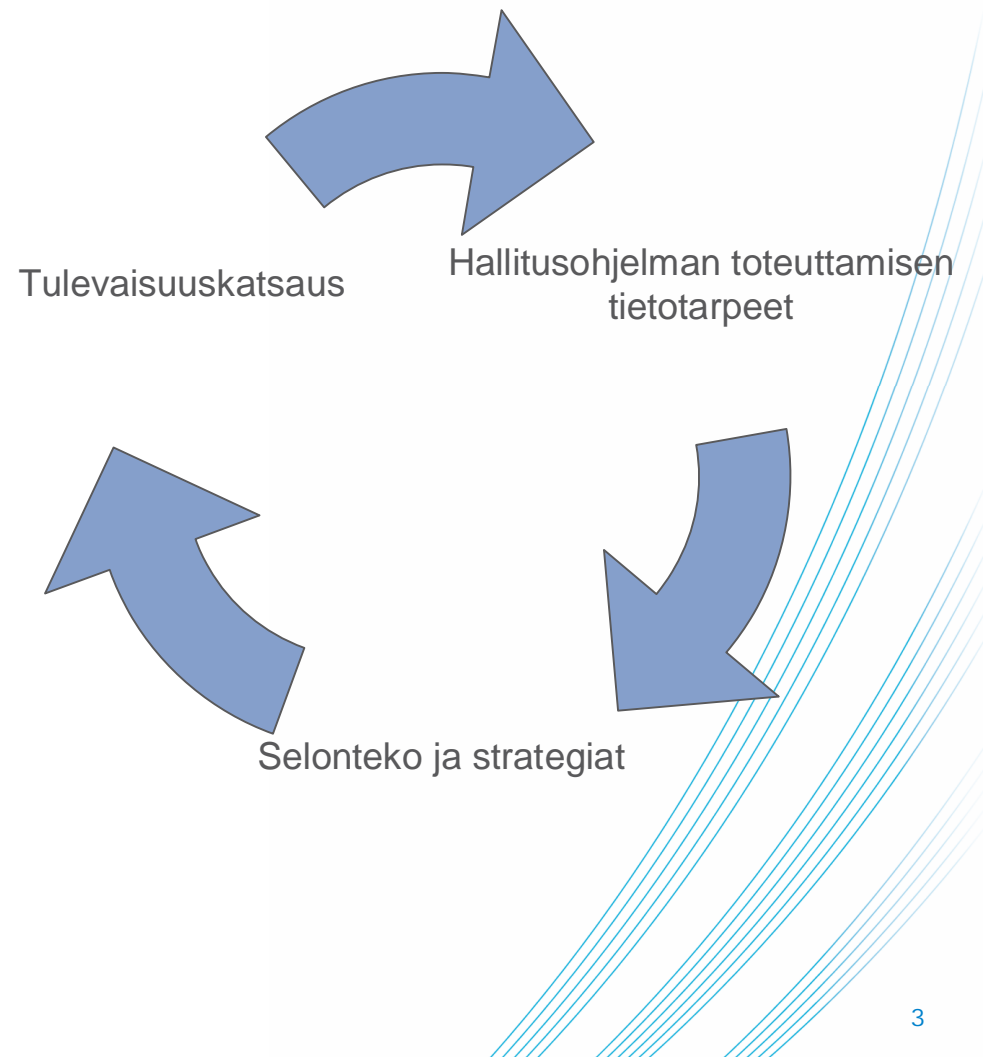 Tulevaisuuskatsaus
Hallitusohjelman toteuttamisen
tietotarpeet
Selonteko ja strategiat
3